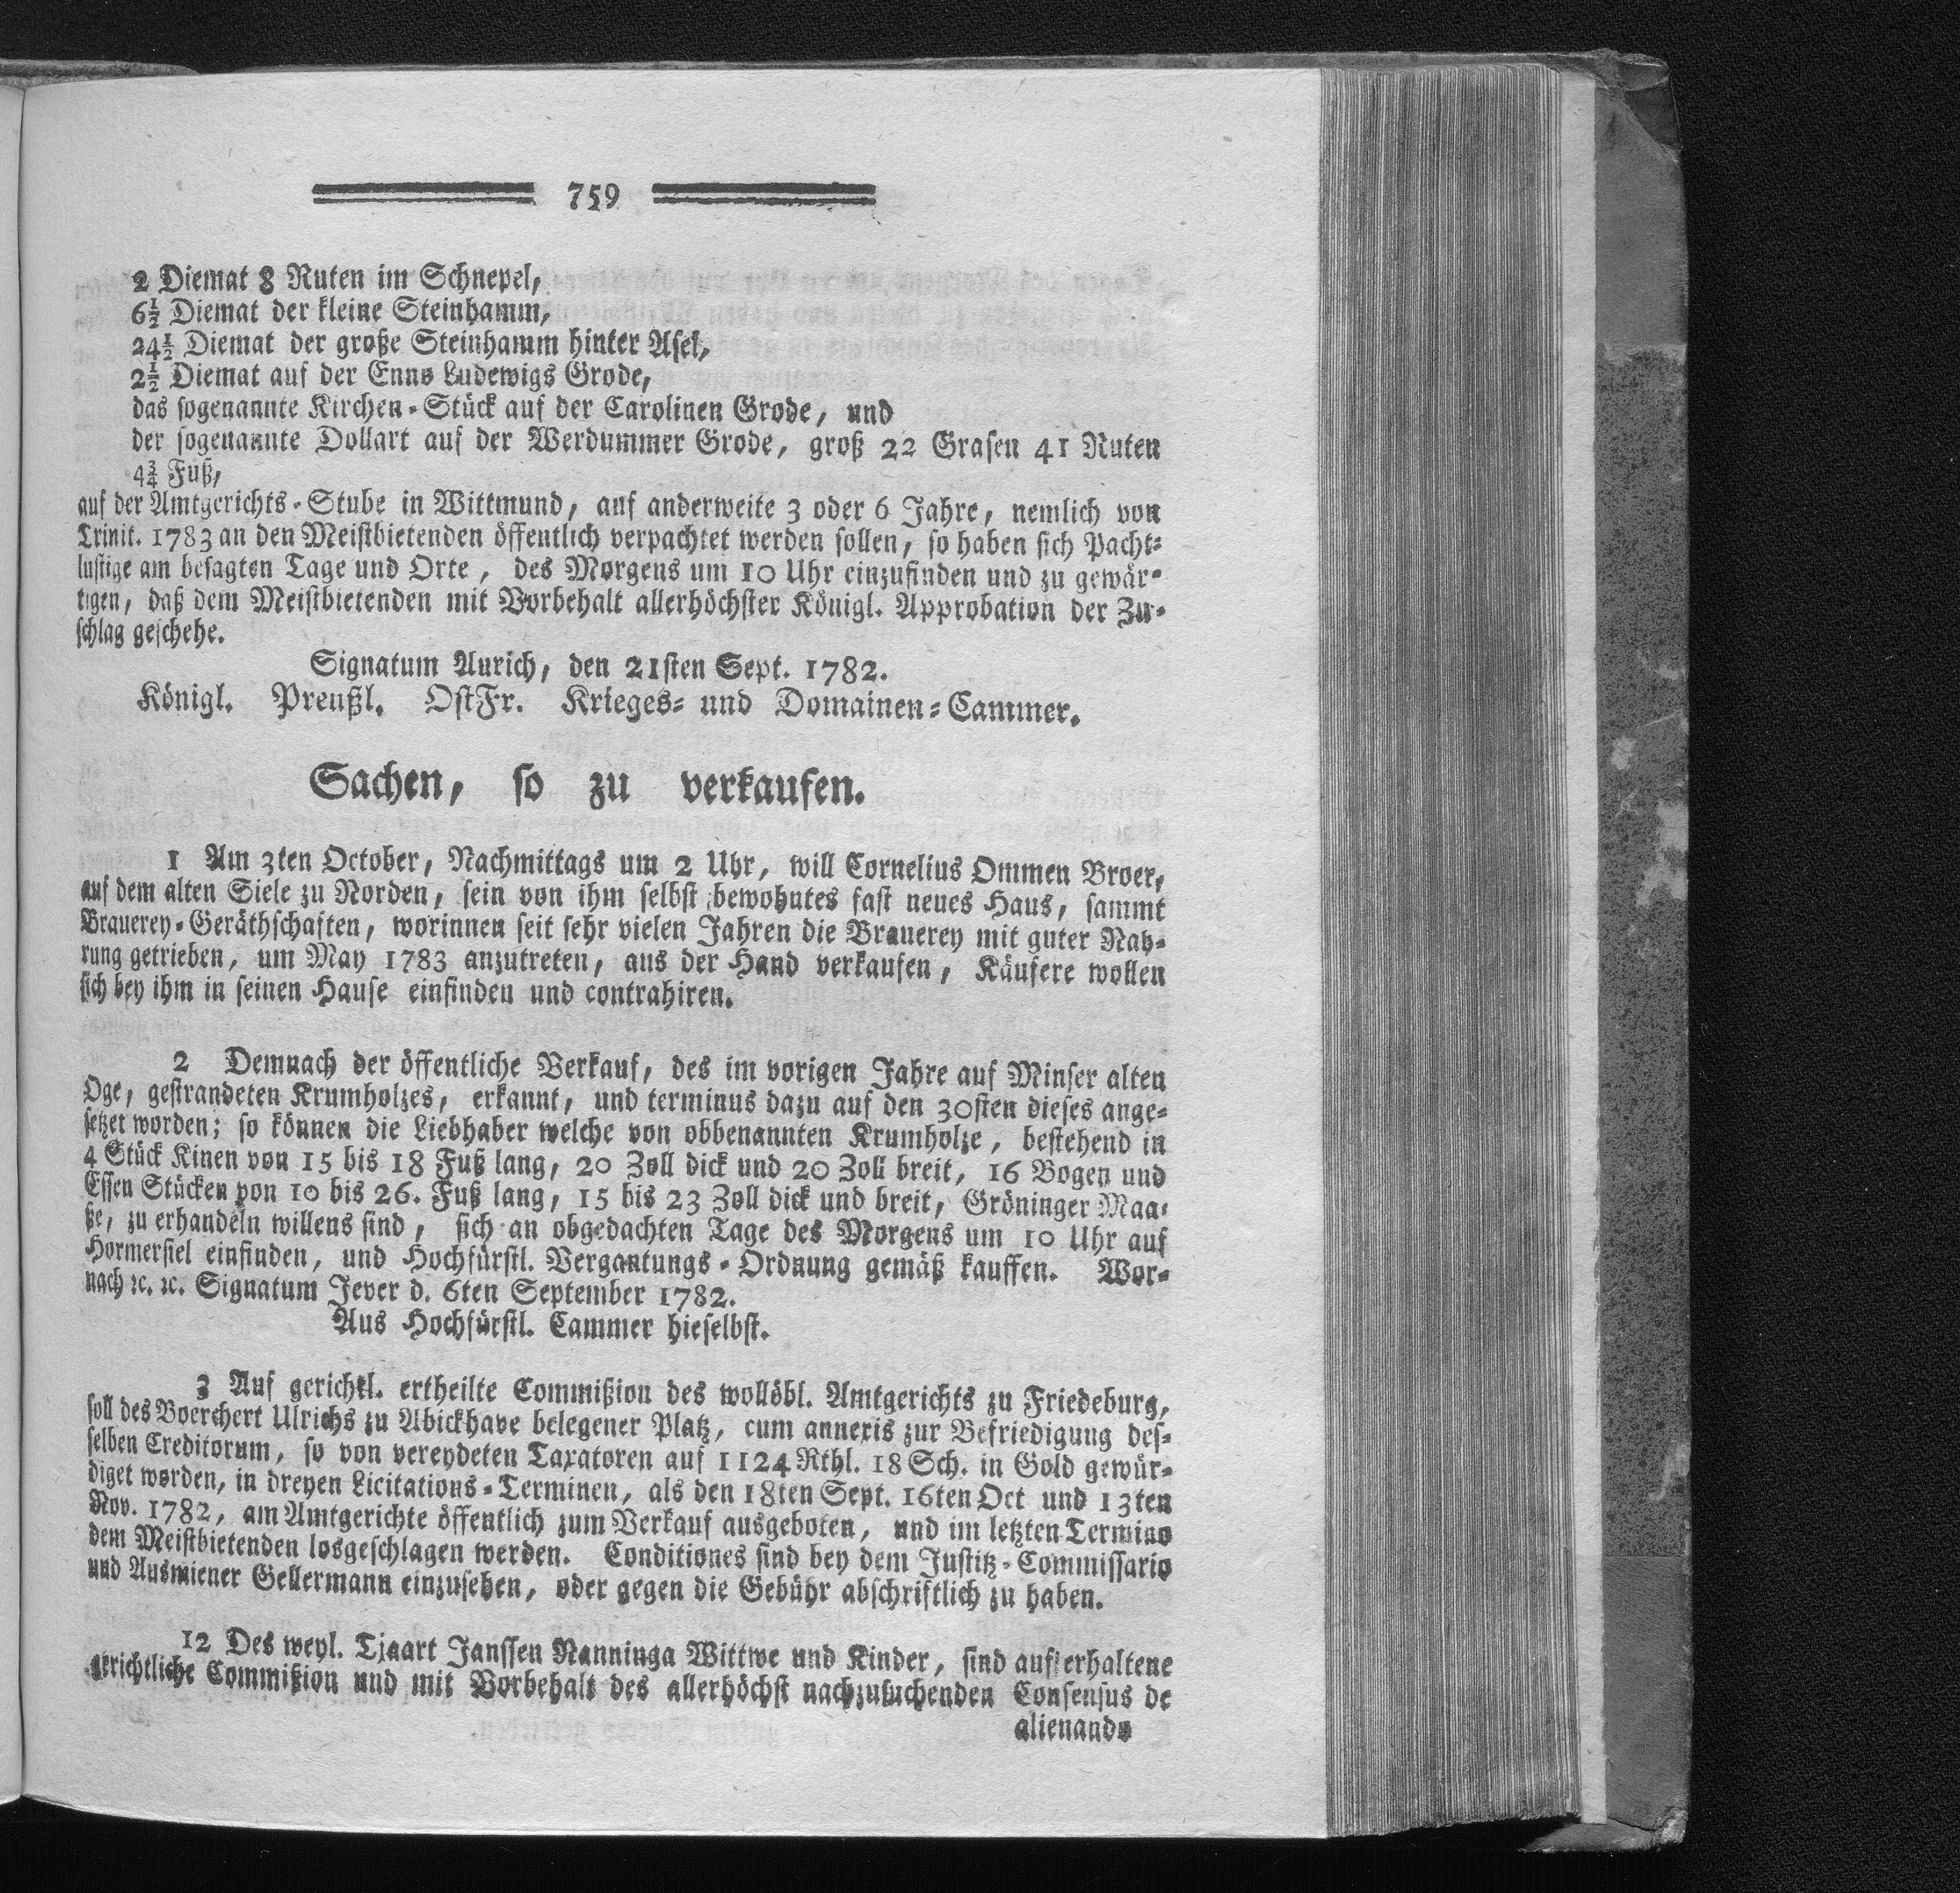 759
2 Diemat 8 Ruten im Schnepel,
6½ Diemat der kleine Steinhamm,
24½ Diemat der große Steinhamm hinter Asel,
2½ Diemat auf der Enno Ludewigs Grode,
das sogenannte Kirchen-Stück auf der Carolinen Grode, und
der sogenannte Dollart auf der Werdummer Grode, groß 22 Grasen 41 Ruten
4¾ Fuß,
auf der Amtgerichts-Stube in Wittmund, auf anderweite 3 oder 6 Jahre, nemlich von
Trinit. 1783 an den Meistbietenden öffentlich verpachtet werden sollen, so haben sich Pacht-
lustige am besagten Tage und Orte, des Morgens um 10 Uhr einzufinden und zu gewär-
tigen, daß dem Meistbietenden mit Vorbehalt allerhöchster Königl. Approbation der Zu-
schlag geschehe.
Signatum Aurich, den 21sten Sept. 1782.
Königl. Preußl. OstFr. Krieges- und Domainen-Cammer.
Sachen, so zu verkaufen.
1 Am 3ten October, Nachmittags um 2 Uhr, will Cornelius Ommen Broer,
auf dem alten Siele zu Norden, sein von ihm selbst bewohntes fast neues Haus, sammt
Brauerey-Geräthschaften, worinnen seit sehr vielen Jahren die Brauerey mit guter Nah-
rung getrieben, um May 1783 anzutreten, aus der Hand verkaufen, Käufere wollen
sich bey ihm in seinen Hause einfinden und contrahiren.
2 Demnach der öffentliche Verkauf, des im vorigen Jahre auf Minser alten
Oge, gestrandeten Krumholzes, erkannt, und terminus dazu auf den 30sten dieses ange-
setzet worden; so können die Liebhaber welche von obbenannten Krumholze, bestehend in
4 Stück Kinen von 15 bis 18 Fuß lang, 20 Zoll dick und 20 Zoll breit, 16 Bogen und
Essen Stücken von 10 bis 26. Fuß lang, 15 bis 23 Zoll dick und breit, Gröninger Maa-
ße, zu erhandeln willens sind, sich an obgedachten Tage des Morgens um 10 Uhr auf
Hormersiel einfinden, und Hochfürstl. Vergantungs-Ordnung gemäß kauffen. Wor-
nach ꝛc. ꝛc. Signatum Jever d. 6ten September 1782.
Aus Hochfürstl. Cammer hieselbst.
3 Auf gerichtl. ertheilte Commißion des wollöbl. Amtgerichts zu Friedeburg,
soll des Boerchert Ulrichs zu Abickhave belegener Platz, cum annexis zur Befriedigung des-
selben Creditorum, so von vereydeten Taxatoren auf 1124 Rthl. 18 Sch. in Gold gewür-
diget worden, in dreyen Licitations-Terminen, als den 18ten Sept. 16ten Oct und 13ten
Nov. 1782, am Amtgerichte öffentlich zum Verkauf ausgeboten, und im letzten Termino
dem Meistbietenden losgeschlagen werden. Conditiones sind bey dem Justitz-Commissario
und Ausmiener Gellermann einzusehen, oder gegen die Gebühr abschriftlich zu haben.
12 Des weyl. Tjaart Janssen Nanninga Wittwe und Kinder, sind auf erhaltene
gerichtliche Commißion und mit Vorbehalt des allerhöchst nachzusuchenden Consensus de
alienando